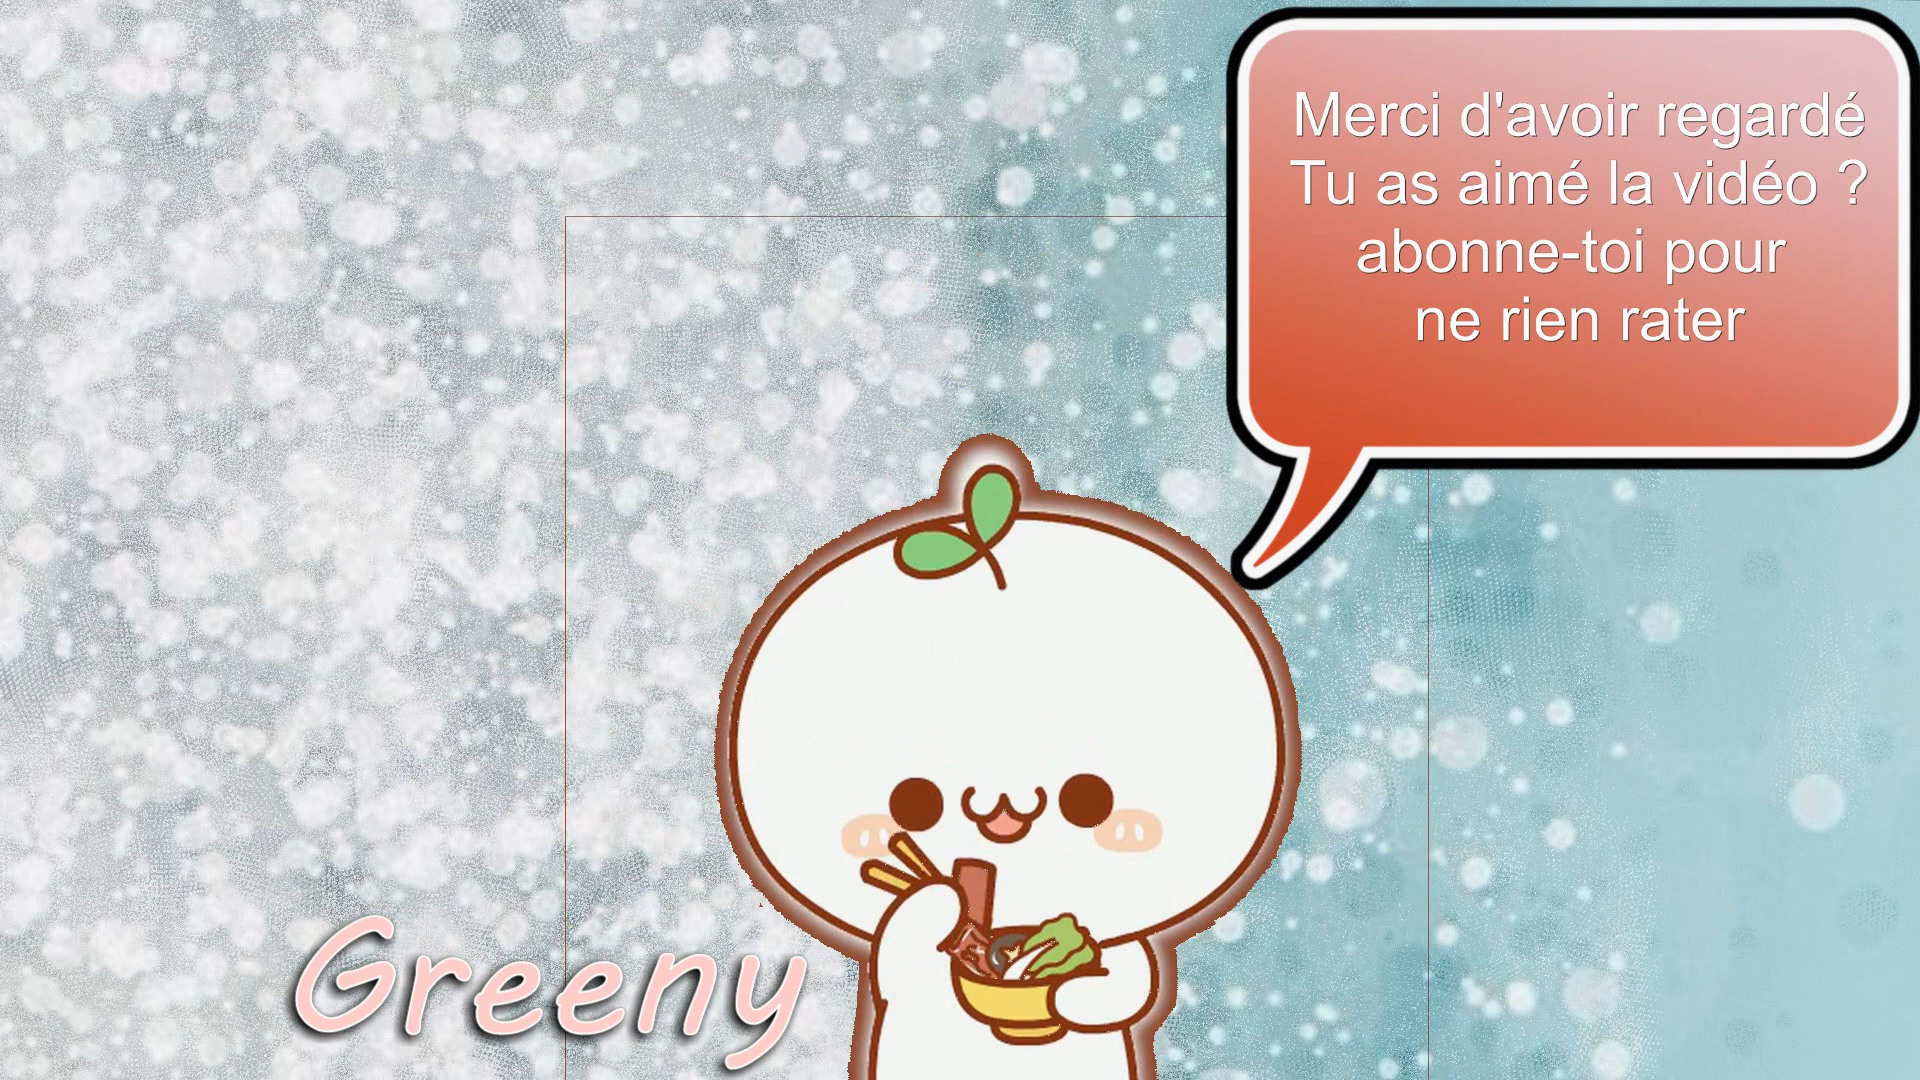 Merci d'avoir regardé
Tu as aimé la vidéo ?
abonne-toi pour
ne rien rater
Greeny